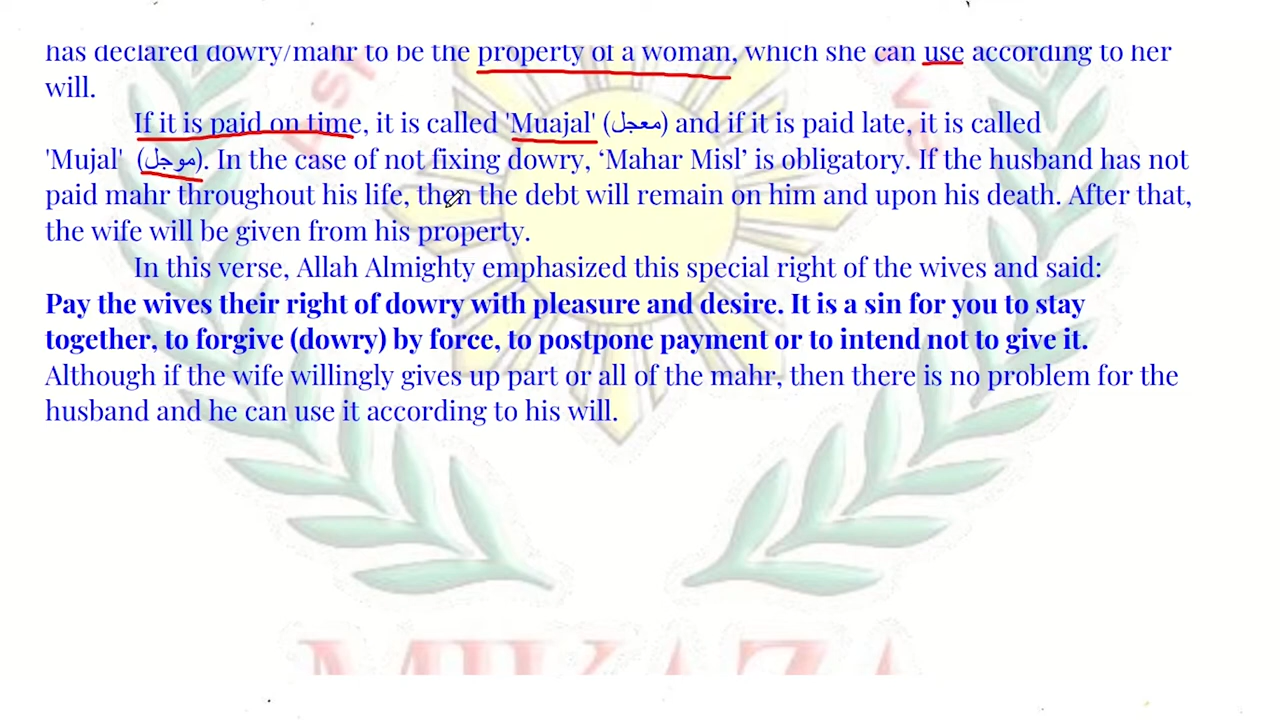 has declared dowry/mahr to be the property of a woman, which she can use according to her
will.
If it is paid on time, it is called 'Muajal' (معجل) and if it is paid late, it is called
'Mujal' (موجل). In the case of not fixing dowry, ‘Mahar Misl’ is obligatory. If the husband has not
paid mahr throughout his life, then the debt will remain on him and upon his death. After that,
the wife will be given from his property.
In this verse, Allah Almighty emphasized this special right of the wives and said:
Pay the wives their right of dowry with pleasure and desire. It is a sin for you to stay
together, to forgive (dowry) by force, to postpone payment or to intend not to give it.
Although if the wife willingly gives up part or all of the mahr, then there is no problem for the
husband and he can use it according to his will.